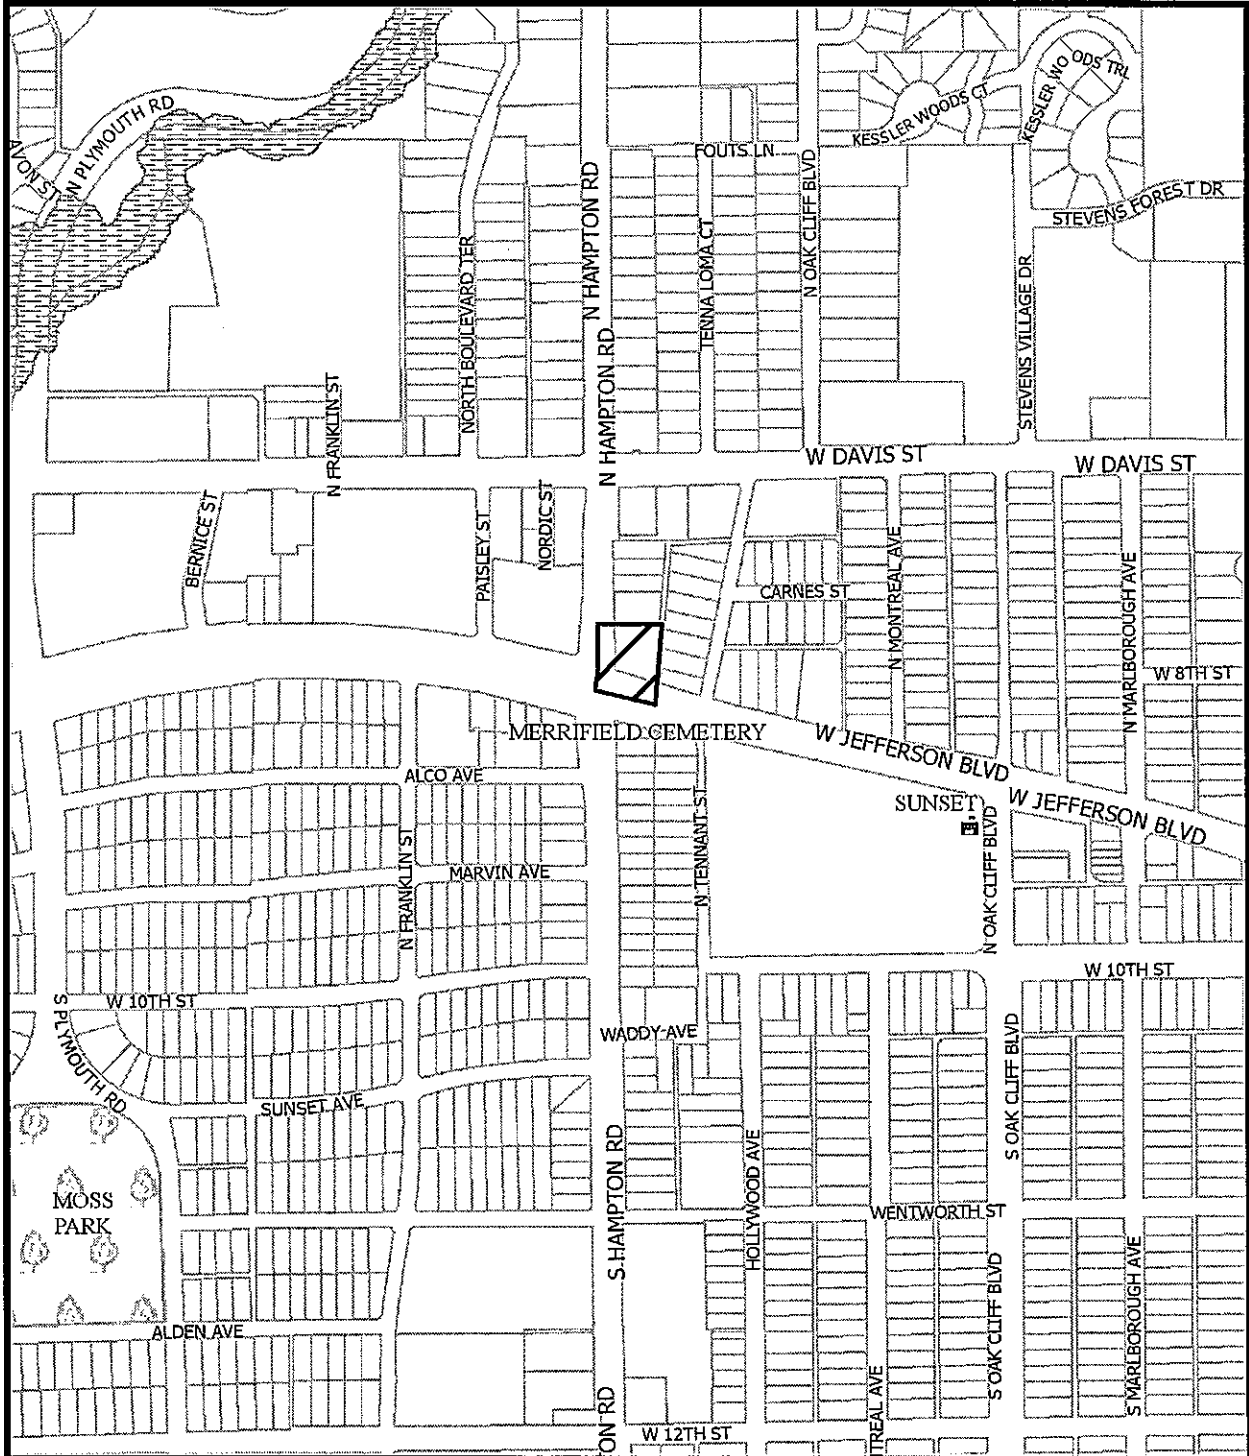 N PLYMOUTH RD
AVON ST
KESSLER WOODS TRL
KESSLER WOODS CT
FOUTS LN
STEVENS FOREST DR
N HAMPTON RD
NORTH BOULEVARD TER
TENNA LOMA CT
N OAK CLIFF BLVD
STEVENS VILLAGE DR
N HAMPTON RD
N FRANKLIN ST
W DAVIS ST
W DAVIS ST
BERNICE ST
PAISLEY ST
NORDIC ST
CARNES ST
N MONTREAL AVE
N MARLBOROUGH AVE
W 8TH ST
MERRIFIELD CEMETERY
W JEFFERSON BLVD
ALCO AVE
SUNSET
W JEFFERSON BLVD
N FRANKLIN ST
N TENNANT ST
N OAK CLIFF BLVD
MARVIN AVE
W 10TH ST
W 10TH ST
S PLYMOUTH RD
WADDY AVE
S OAK CLIFF BLVD
SUNSET AVE
S HAMPTON RD
HOLLYWOOD AVE
MOSS
PARK
WENTWORTH ST
S OAK CLIFF BLVD
S MARLBOROUGH AVE
ALDEN AVE
TREAL AVE
ON RD
W 12TH ST